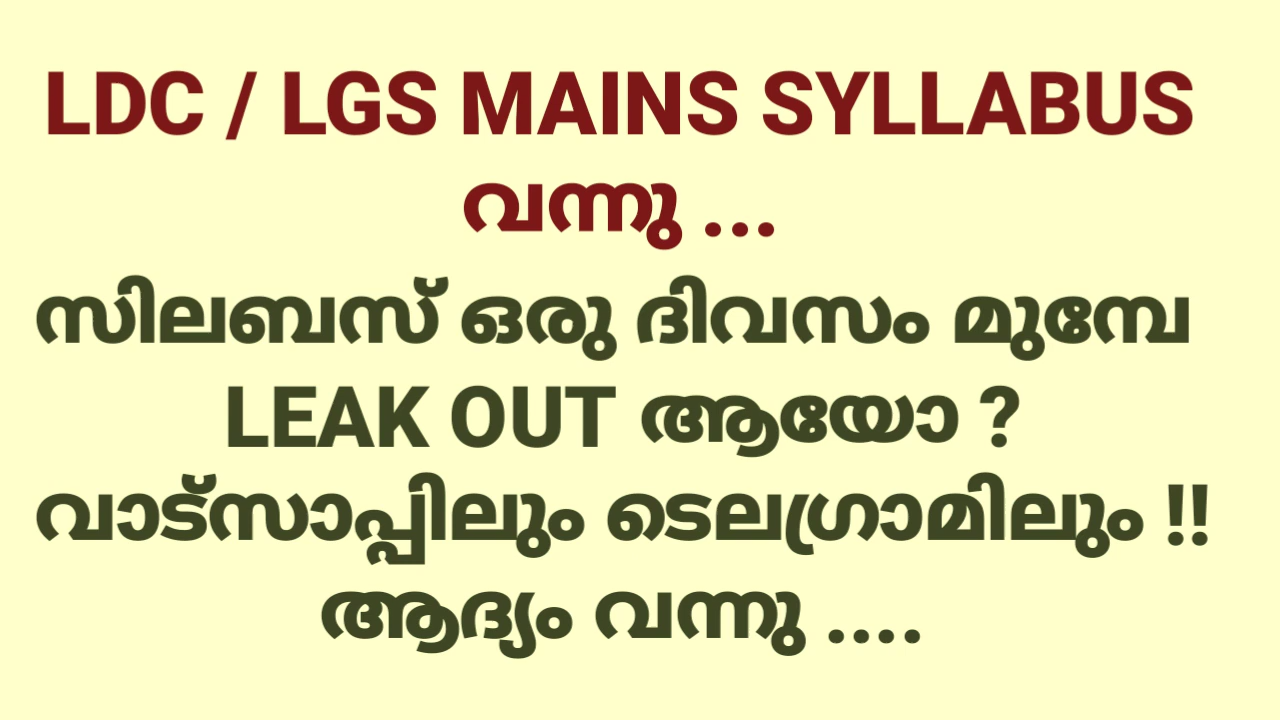 LDC / LGS MAINS SYLLABUS
വന്നു ...
സിലബസ് ഒരു ദിവസം മുമ്പേ
LEAK OUT ആയോ ?
വാട്സാപ്പിലും ടെലഗ്രാമിലും !!
ആദ്യം വന്നു ....